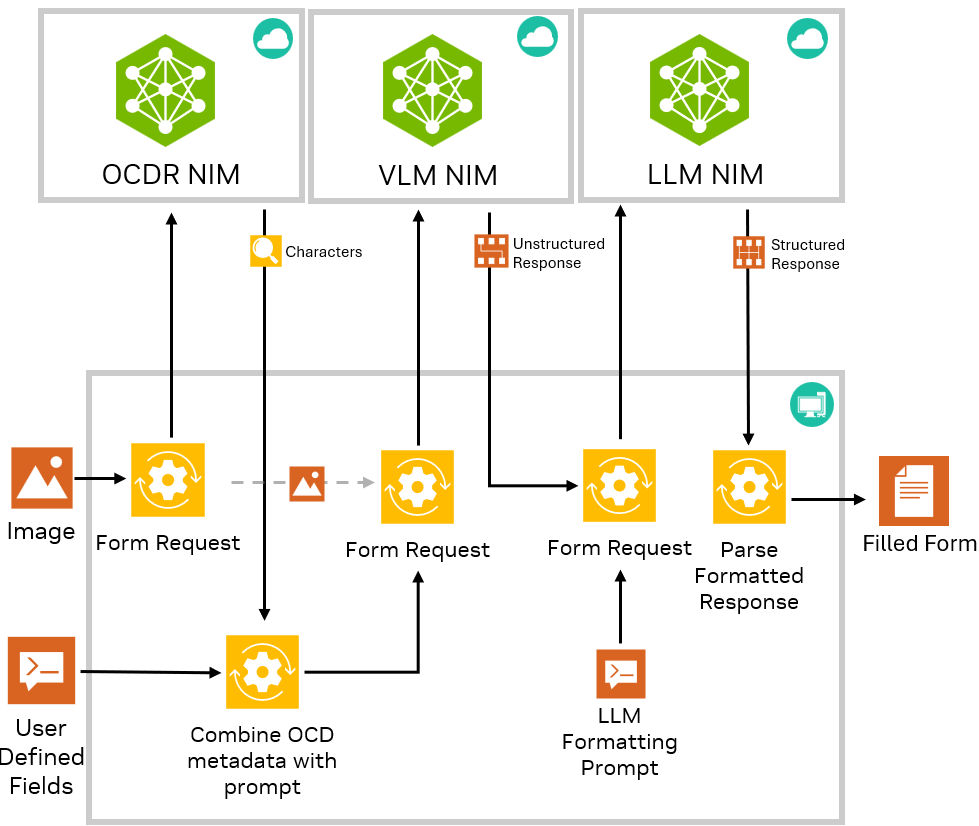 OCDR NIM
VLM NIM
LLM NIM
Characters
Unstructured
Response
Structured
Response
Image
Form Request
Form Request
Form Request
Parse
Formatted
Response
Filled Form
User
Defined
Fields
Combine OCD
metadata with
prompt
LLM
Formatting
Prompt